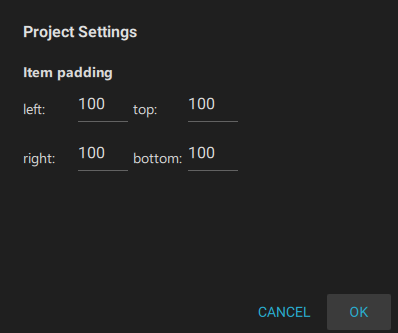 Project Settings
Item padding
left: 100 top: 100
right: 100 bottom: 100
CANCEL OK